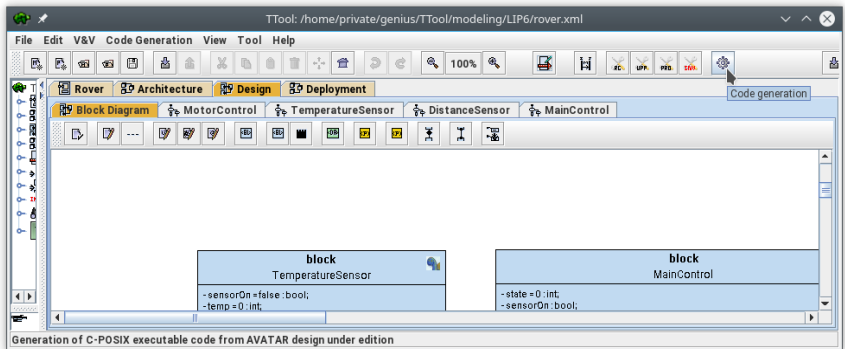 TTool: /home/private/genius/TTool/modeling/LIP6/rover.xml
File Edit V&V Code Generation View Tool Help
100%
Rover Architecture Design Deployment
Code generation
Block Diagram MotorControl TemperatureSensor DistanceSensor MainControl
block
TemperatureSensor
- sensorOn =false : bool;
- temp = 0 : int;
block
MainControl
- state = 0 : int;
- sensorOn : bool;
Generation of C-POSIX executable code from AVATAR design under edition